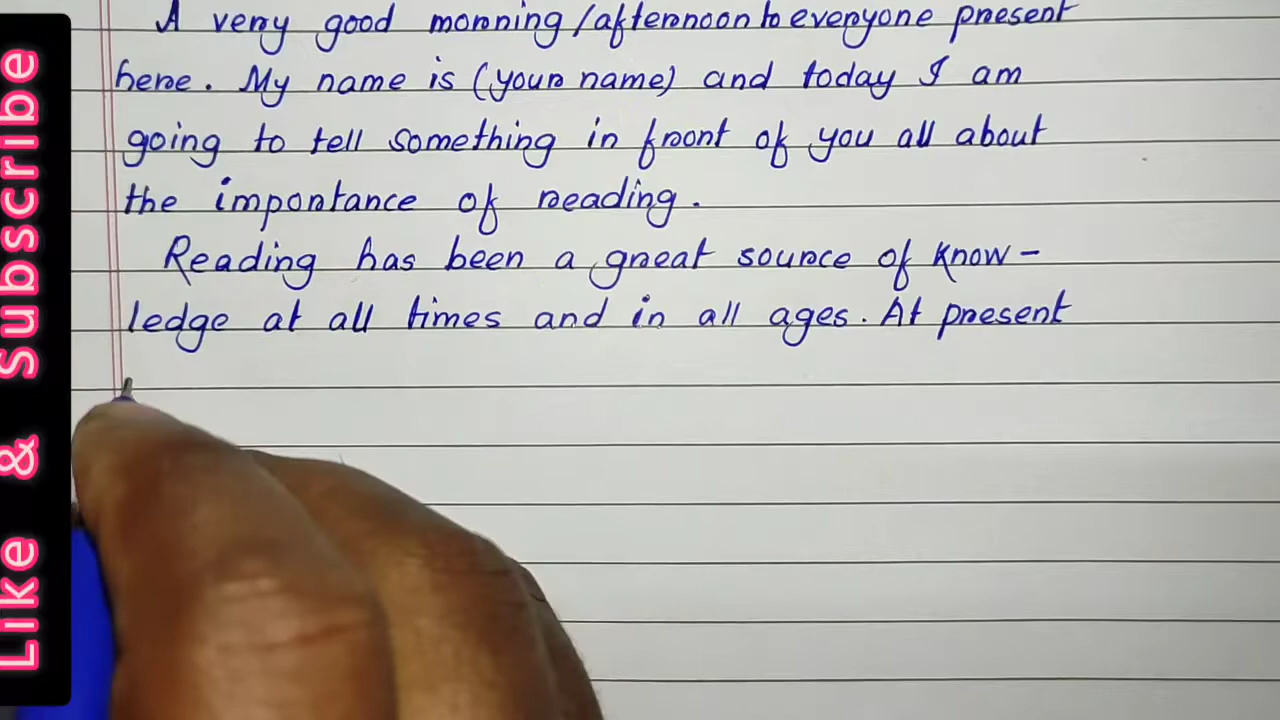 A very good morning/afternoon to everyone present
here. My name is (your name) and today I am
going to tell something in front of you all about
the importance of reading.
Reading has been a great source of know-
ledge at all times and in all ages. At present
Like & Subscribe